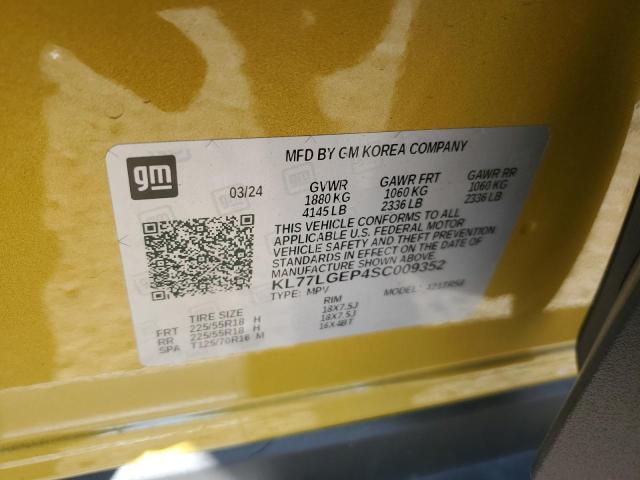 gm
MFD BY GM KOREA COMPANY
03/24
GVWR GAWR FRT GAWR RR
1880 KG 1060 KG 1060 KG
4145 LB 2336 LB 2336 LB
THIS VEHICLE CONFORMS TO ALL
APPLICABLE U.S. FEDERAL MOTOR
VEHICLE SAFETY AND THEFT PREVENTION
STANDARDS IN EFFECT ON THE DATE OF
MANUFACTURE SHOWN ABOVE.
KL77LGEP4SC009352
TYPE: MPV MODEL:
TIRE SIZE RIM
FRT 225/55R18 H 18X7.5J
RR 225/55R18 H 18X7.5J
SPA T125/70R16 M 16X4BT